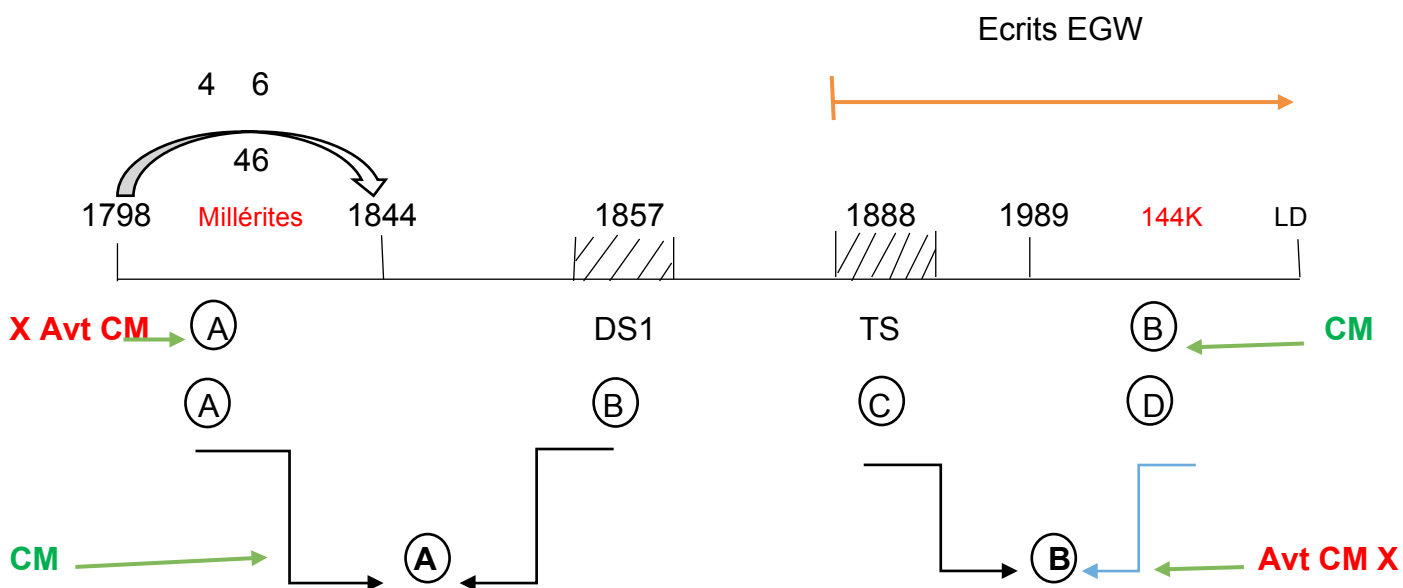 Ecrits EGW
4 6
46
1798 Millérites 1844 1857 1888 1989 144K LD
X Avt CM A DS1 TS B CM
A B C D
CM A B Avt CM X